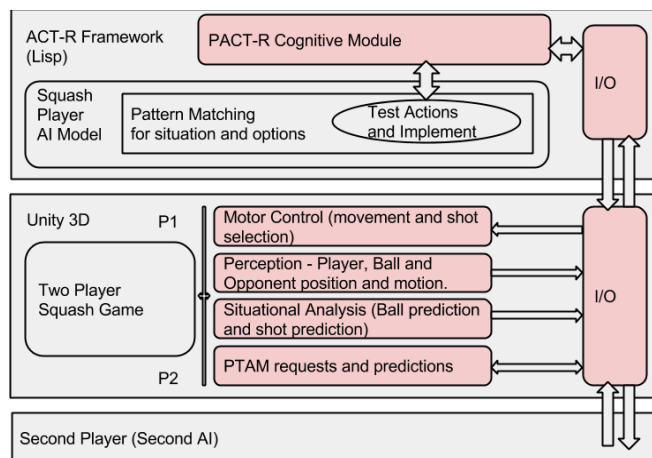 ACT-R Framework
(Lisp)
PACT-R Cognitive Module
I/O
Squash
Player
AI Model
Pattern Matching
for situation and options
Test Actions
and Implement
Unity 3D
P1
Two Player
Squash Game
P2
Motor Control (movement and shot
selection)
Perception - Player, Ball and
Opponent position and motion.
Situational Analysis (Ball prediction
and shot prediction)
PTAM requests and predictions
I/O
Second Player (Second AI)